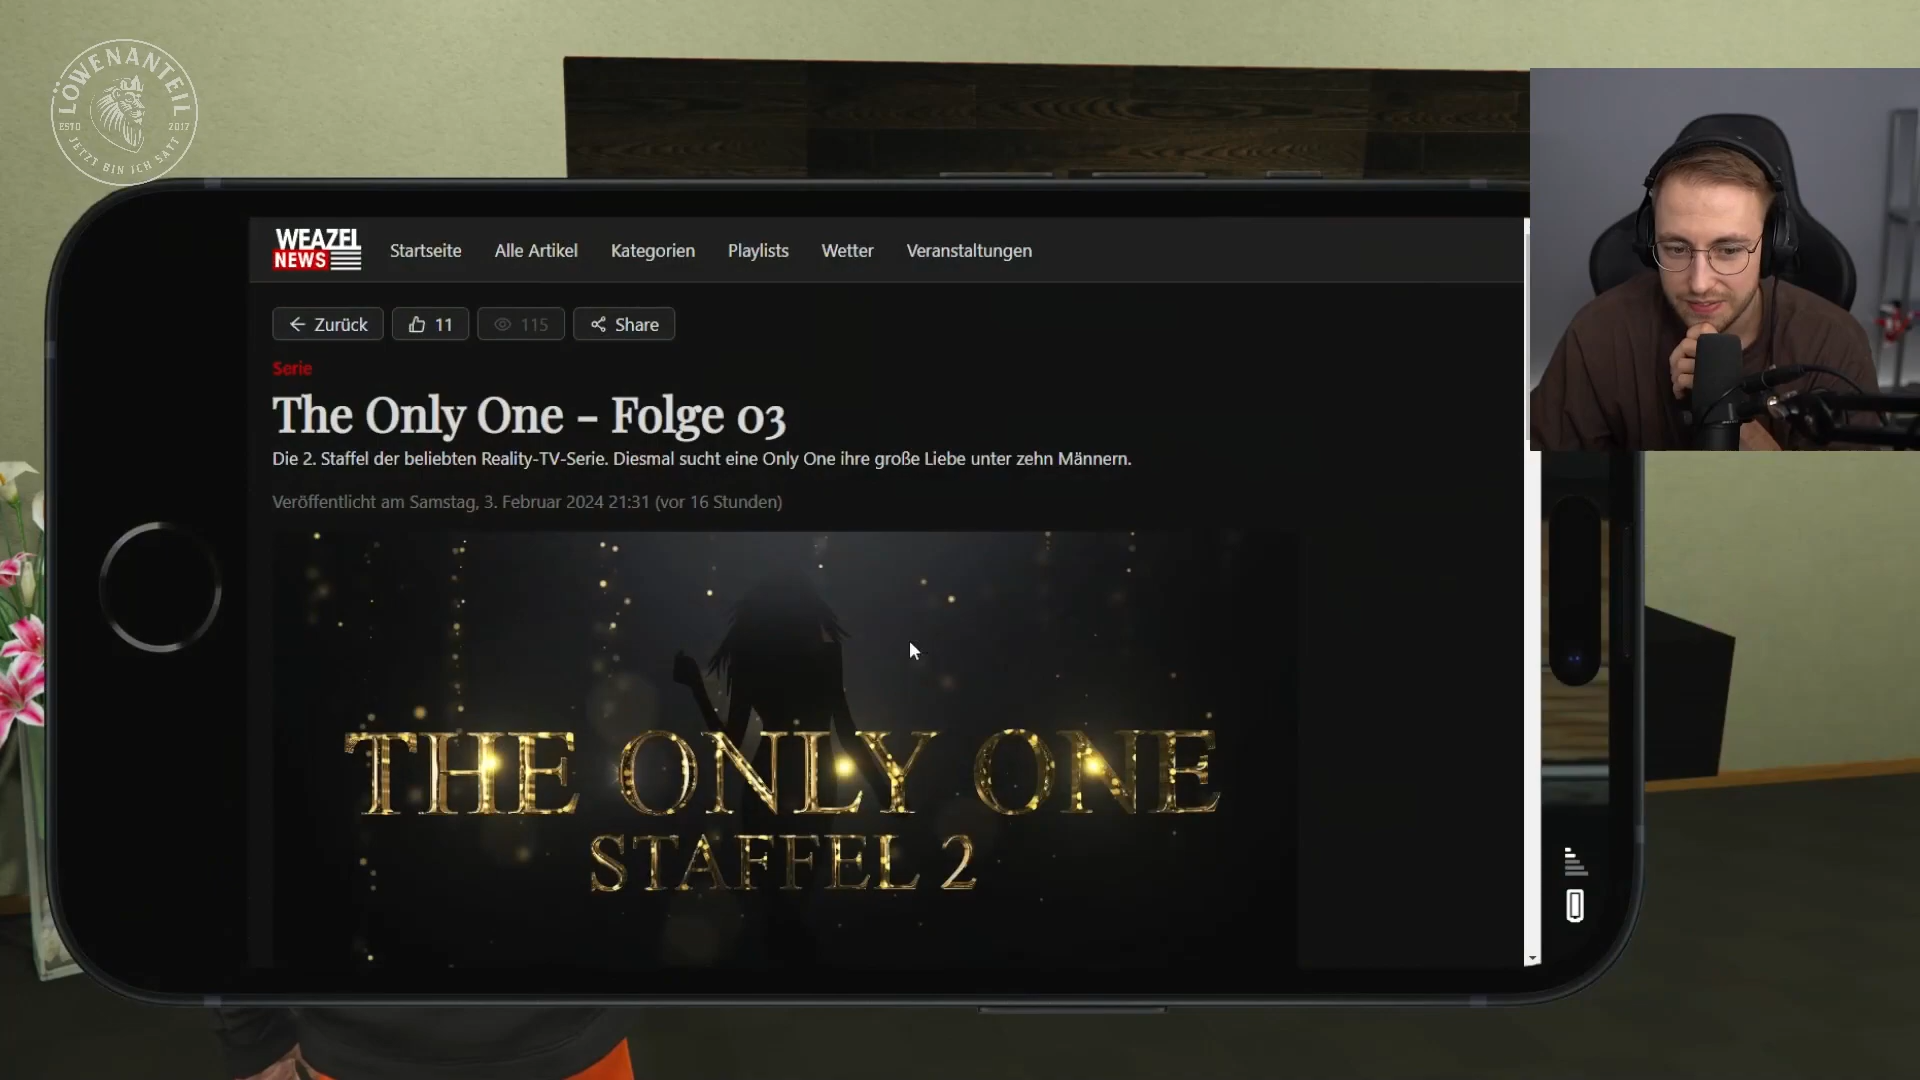 LÖWENANTEIL
ESTD 2017
JETZT BIN ICH SATT
WEAZEL
NEWS
Startseite Alle Artikel Kategorien Playlists Wetter Veranstaltungen
Zurück 11 115 Share
Serie
The Only One – Folge 03
Die 2. Staffel der beliebten Reality-TV-Serie. Diesmal sucht eine Only One ihre große Liebe unter zehn Männern.
Veröffentlicht am Samstag, 3. Februar 2024 21:31 (vor 16 Stunden)
THE ONLY ONE
STAFFEL 2